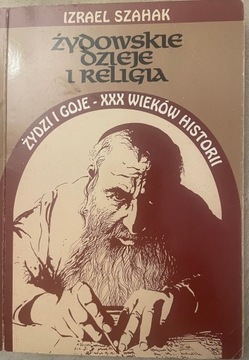 IZRAEL SZAHAK
ŻYDOWSKIE
DZIEJE
I RELIGIA
ŻYDZI I GOJE - XXX WIEKÓW HISTORII